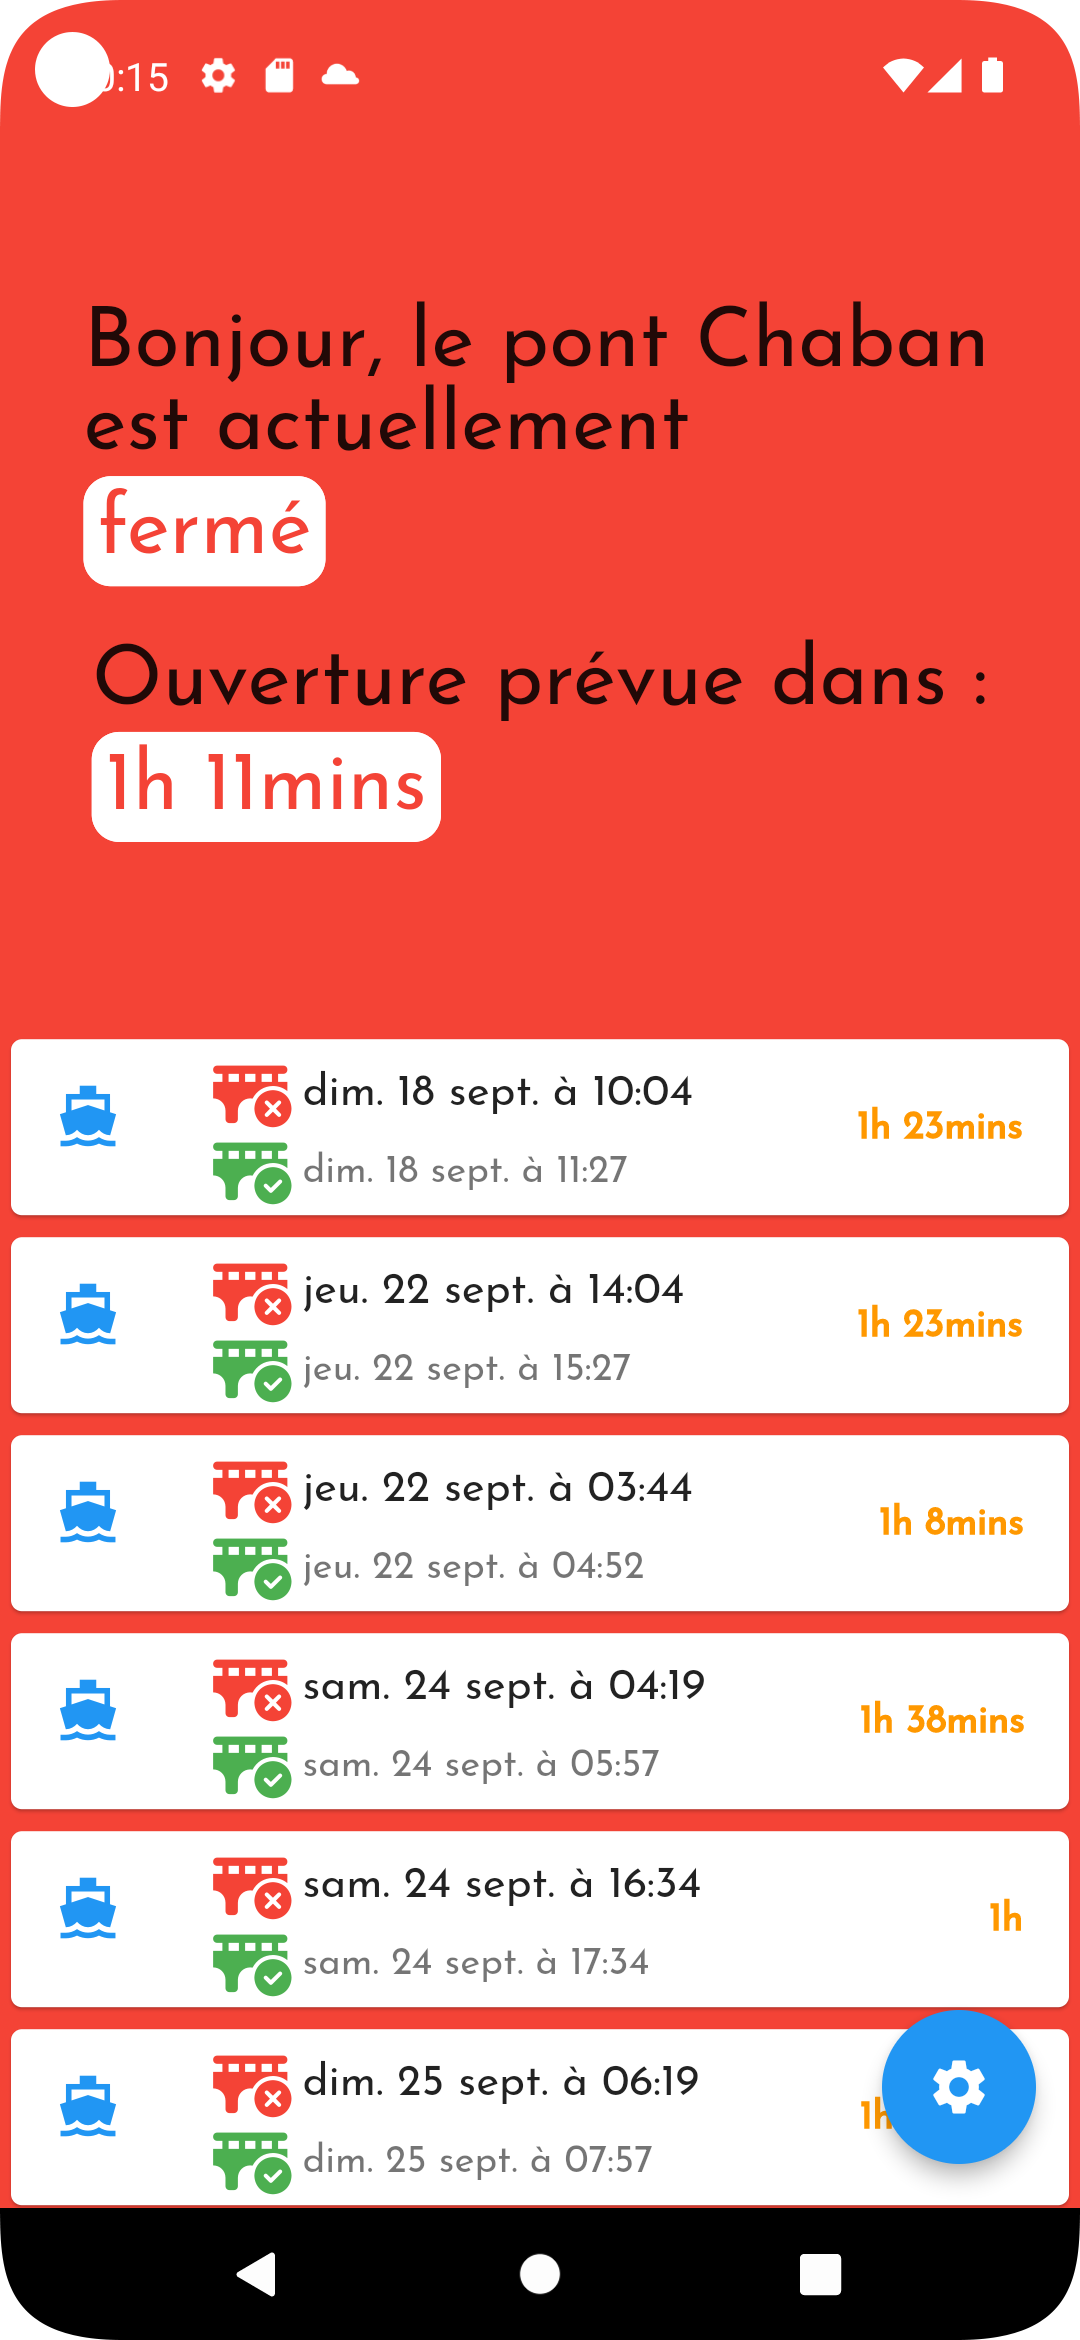 0:15
Bonjour, le pont Chaban
est actuellement
fermé
Ouverture prévue dans :
1h 11mins
dim. 18 sept. à 10:04
dim. 18 sept. à 11:27
1h 23mins
jeu. 22 sept. à 14:04
jeu. 22 sept. à 15:27
1h 23mins
jeu. 22 sept. à 03:44
jeu. 22 sept. à 04:52
1h 8mins
sam. 24 sept. à 04:19
sam. 24 sept. à 05:57
1h 38mins
sam. 24 sept. à 16:34
sam. 24 sept. à 17:34
1h
dim. 25 sept. à 06:19
dim. 25 sept. à 07:57
1h